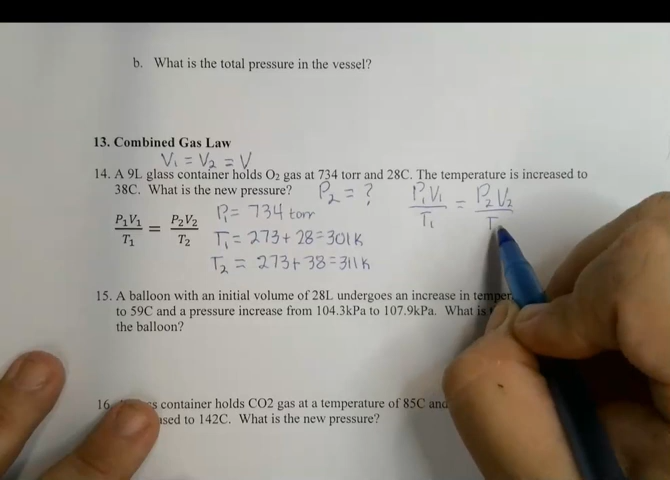 b. What is the total pressure in the vessel?
13. Combined Gas Law
V₁ = V₂ = V
14. A 9L glass container holds O₂ gas at 734 torr and 28C. The temperature is increased to
38C. What is the new pressure? P₂ = ?
P₁V₁/T₁ = P₂V₂/T₂
P₁ = 734 torr
T₁ = 273 + 28 = 301K
T₂ = 273 + 38 = 311K
P₁V₁/T₁ = P₂V₂/T
15. A balloon with an initial volume of 28L undergoes an increase in
to 59C and a pressure increase from 104.3kPa to 107.9kPa. What is
the balloon?
16. container holds CO2 gas at a temperature of 85C and
to 142C. What is the new pressure?